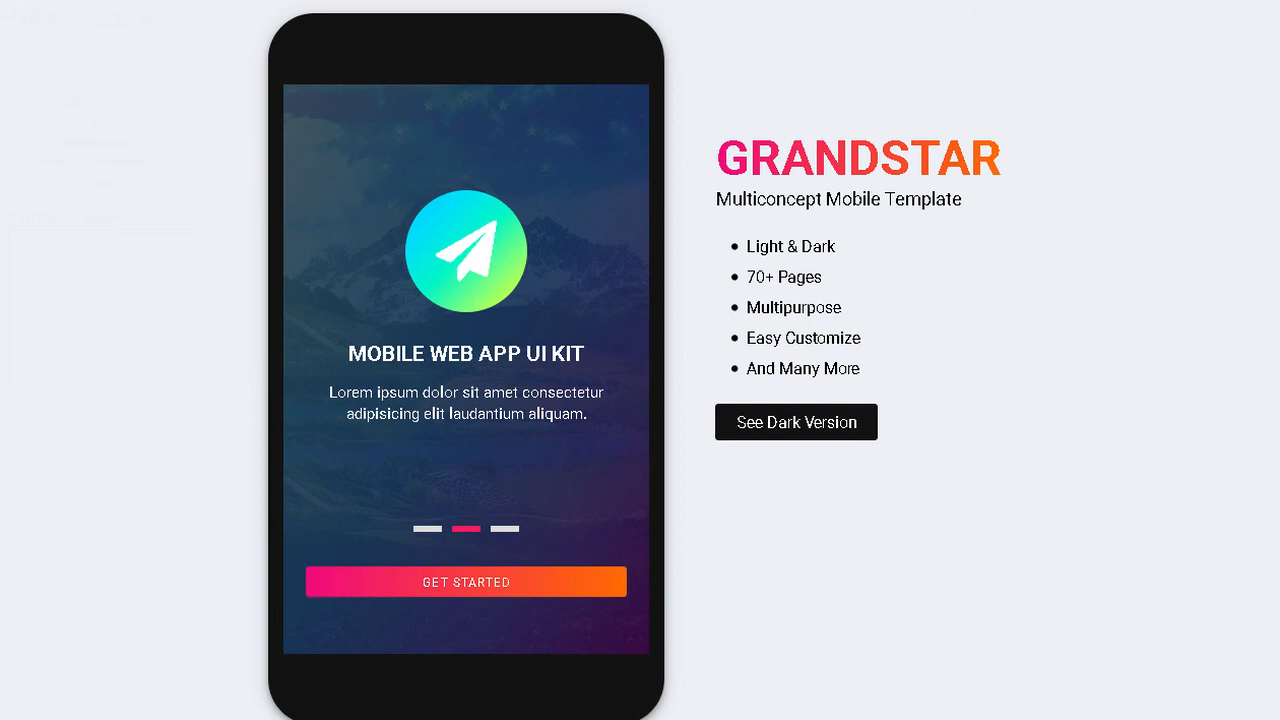 MOBILE WEB APP UI KIT
Lorem ipsum dolor sit amet consectetur
adipisicing elit laudantium aliquam.
GET STARTED
GRANDSTAR
Multiconcept Mobile Template
Light & Dark
70+ Pages
Multipurpose
Easy Customize
And Many More
See Dark Version